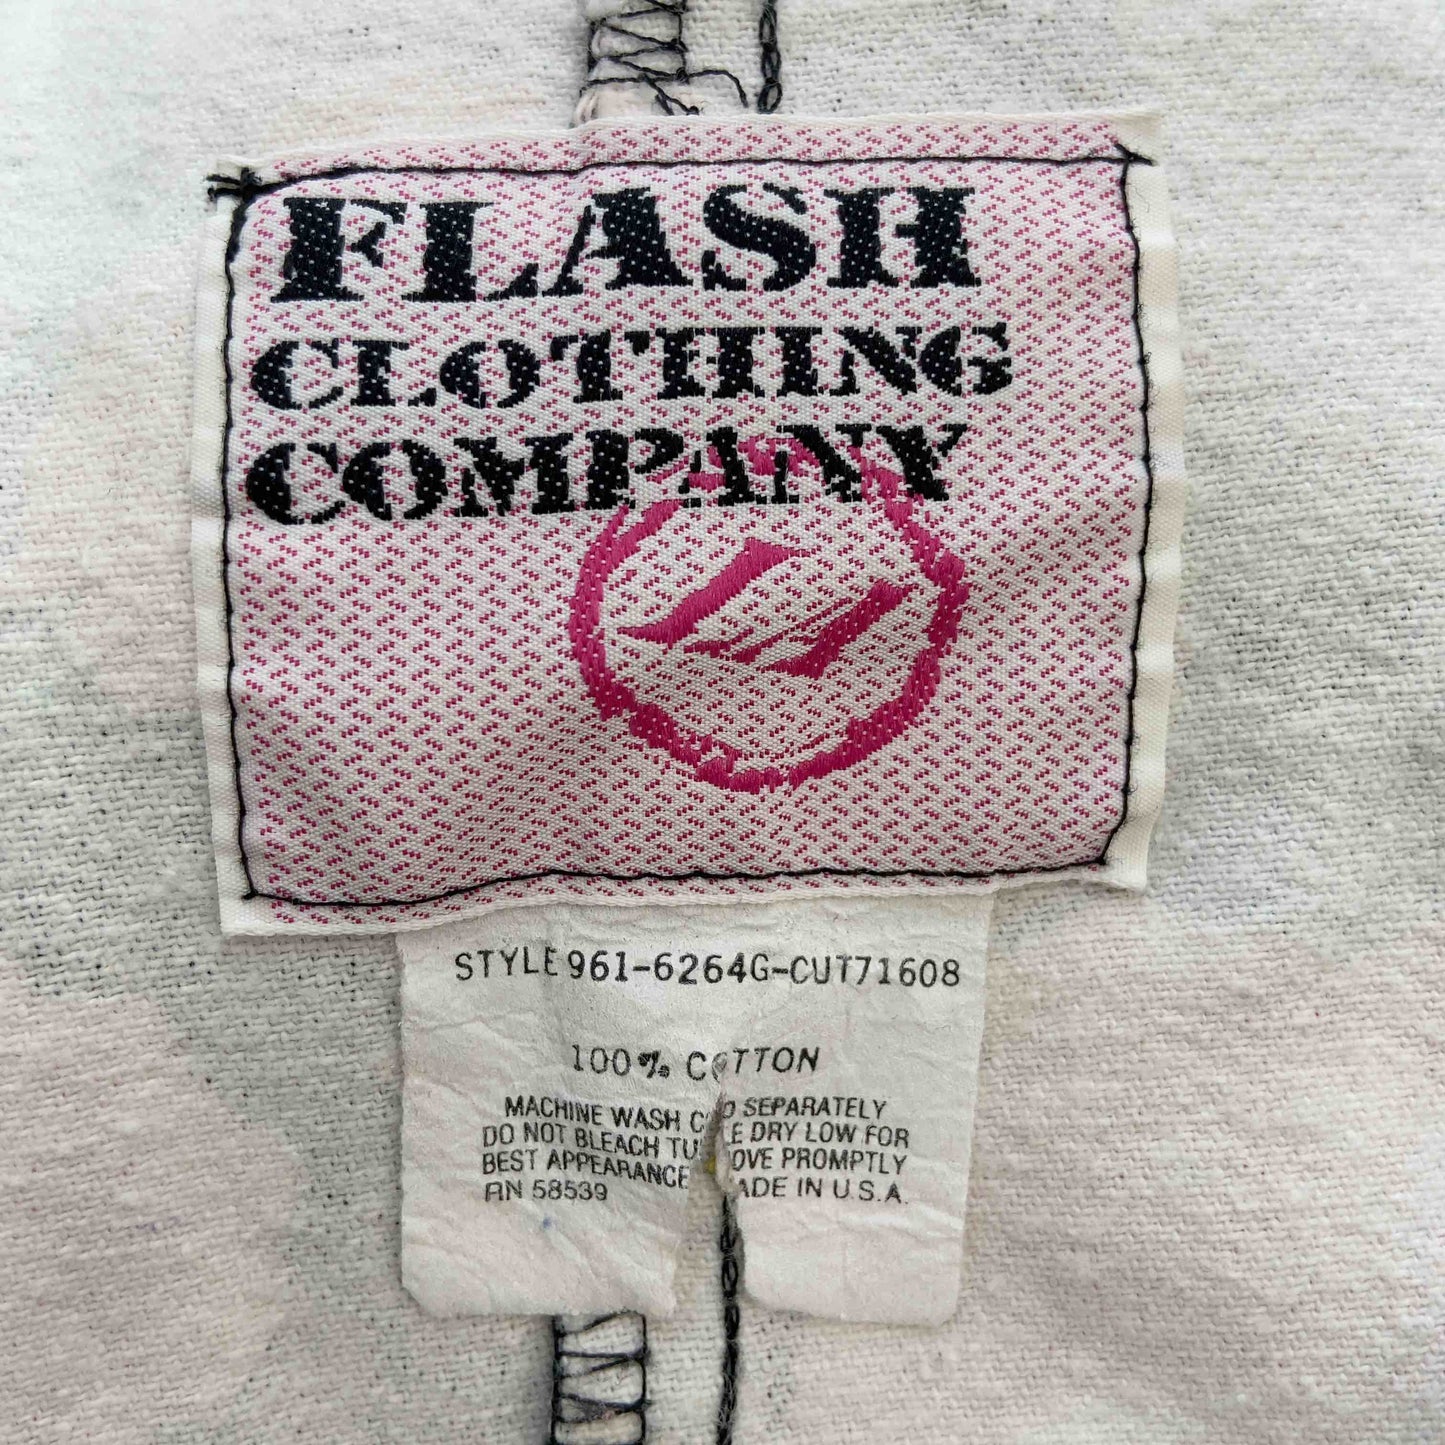 FLASH
CLOTHING
COMPANY
STYLE 961-6264G-CUT71608
100% COTTON
MACHINE WASH SEPARATELY
DO NOT BLEACH DRY LOW FOR
BEST APPEARANCE PROMPTLY
RN 58539 IN U.S.A.